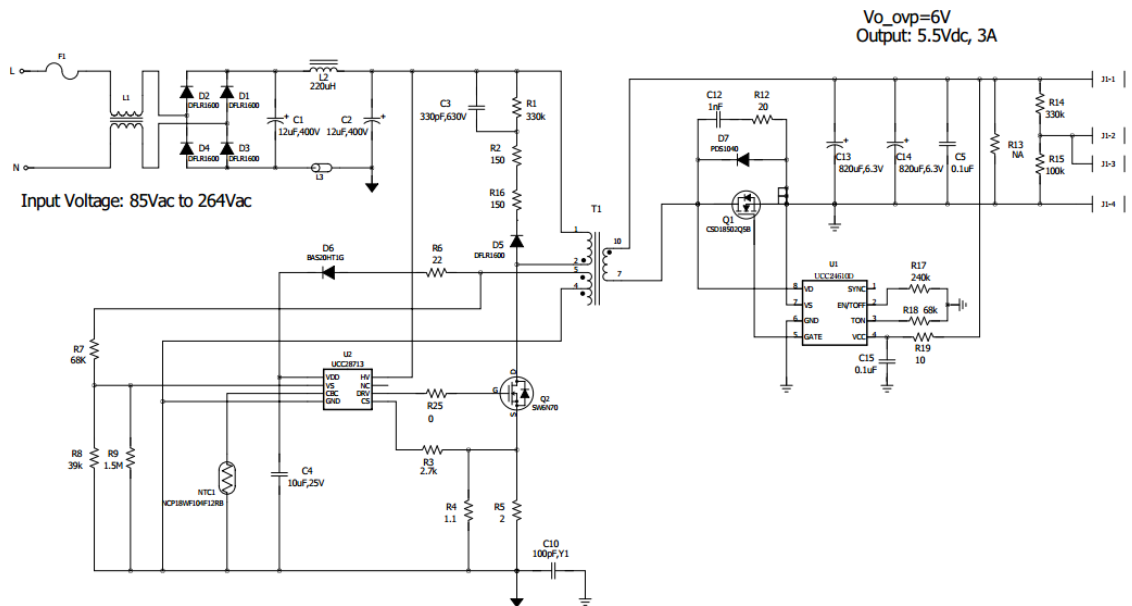 Vo_ovp=6V
Output: 5.5Vdc, 3A
L
F1
L1
D2
DFLR1600
D1
DFLR1600
D4
DFLR1600
D3
DFLR1600
C1
12uF,400V
L2
220uH
C2
12uF,400V
L3
N
Input Voltage: 85Vac to 264Vac
C3
330pF,630V
R1
330k
R2
150
R16
150
D5
DFLR1600
T1
1
2
5
4
10
7
C12
1nF
R12
20
D7
PDS1040
Q1
CSD18502Q5B
C13
820uF,6.3V
C14
820uF,6.3V
C5
0.1uF
R13
NA
R14
330k
R15
100k
J1-1
J1-2
J1-3
J1-4
D6
BAS20HT1G
R6
22
U1
UCC24610D
8 VD SYNC 1
7 VS EN/TOFF 2
6 GND TON 3
5 GATE VCC 4
R17
240k
R18 68k
R19
10
C15
0.1uF
R7
68K
U2
UCC28713
VDD HV
VS NC
CBC DRV
GND CS
R25
0
G
D
S
Q2
SW6N70
R8
39k
R9
1.5M
NTC1
NCP18WF104F12RB
C4
10uF,25V
R3
2.7k
R4
1.1
R5
2
C10
100pF,Y1